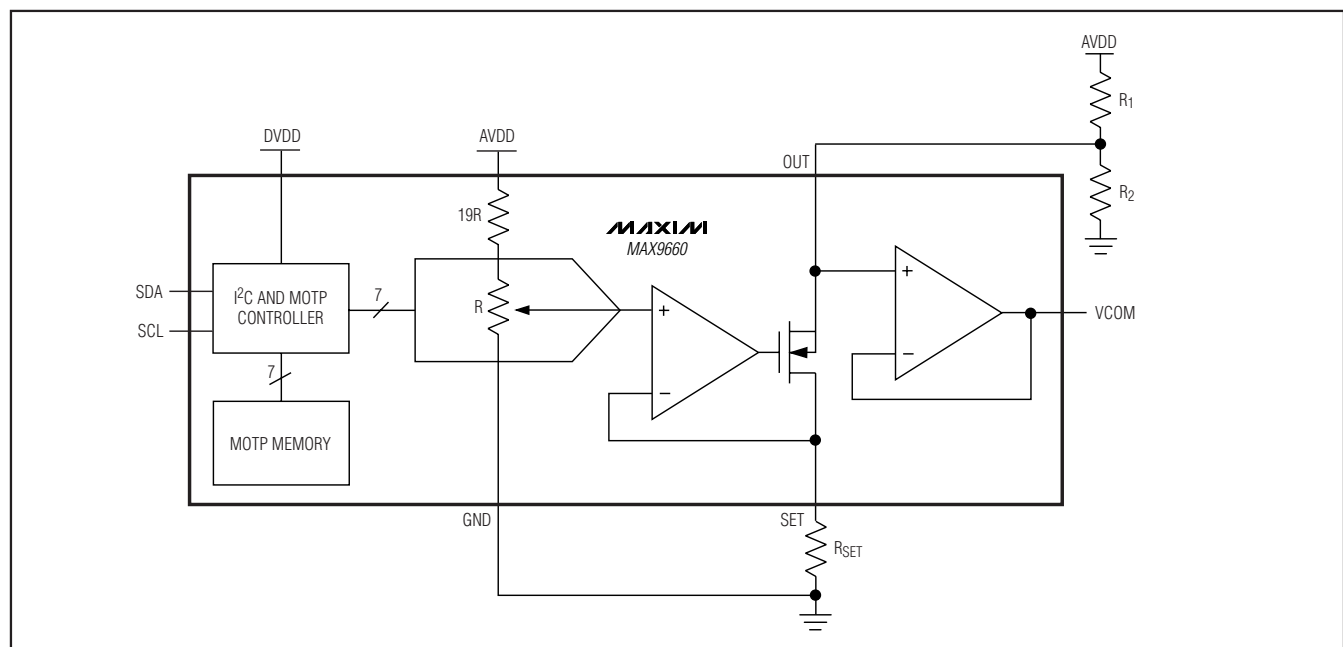 AVDD
R1
DVDD
AVDD
OUT
R2
19R
MAXIM
MAX9660
SDA
SCL
I²C AND MOTP
CONTROLLER
7
R
+
+
VCOM
7
−
−
MOTP MEMORY
GND
SET
RSET